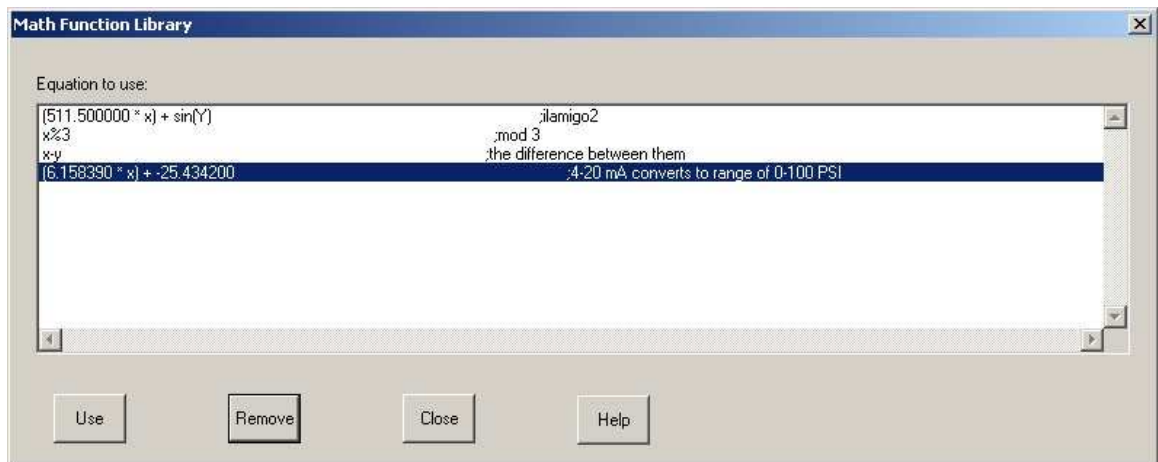 Math Function Library
Equation to use:
(511.500000 * x) + sin(Y) ;ilamigo2
x%3 ;mod 3
x-y ;the difference between them
(6.158390 * x) + -25.434200 ;4-20 mA converts to range of 0-100 PSI
Use Remove Close Help